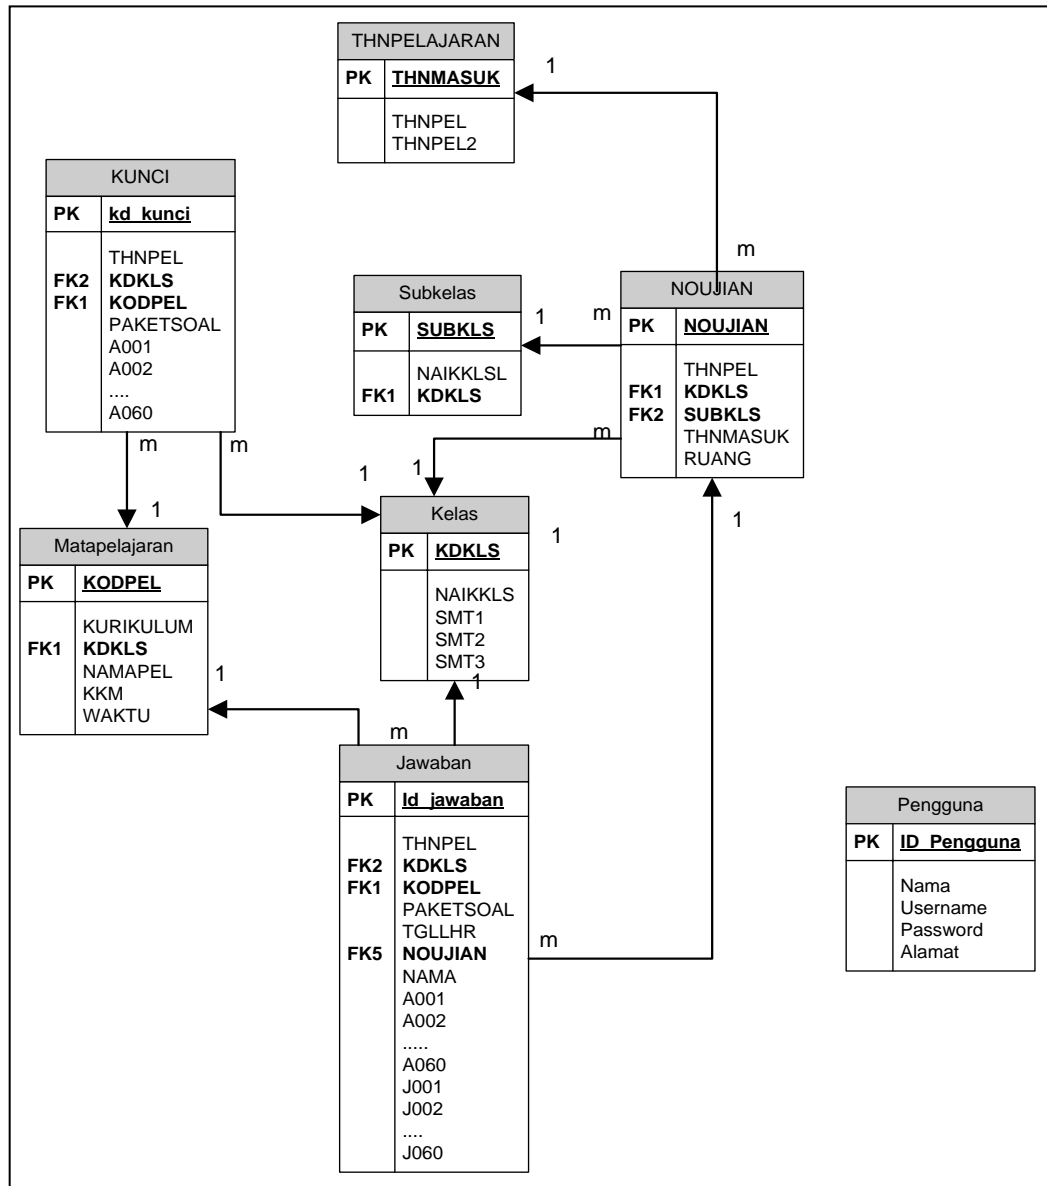 THNPELAJARAN
PK THNMASUK
THNPEL
THNPEL2
1
m
KUNCI
PK kd_kunci
THNPEL
FK2 KDKLS
FK1 KODPEL
PAKETSOAL
A001
A002
....
A060
m
m
1
1
Subkelas
PK SUBKLS
NAIKKLSL
FK1 KDKLS
1
m
NOUJIAN
PK NOUJIAN
THNPEL
FK1 KDKLS
FK2 SUBKLS
THNMASUK
RUANG
m
1
1
1
Kelas
PK KDKLS
NAIKKLS
SMT1
SMT2
SMT3
1
Matapelajaran
PK KODPEL
KURIKULUM
FK1 KDKLS
NAMAPEL
KKM
WAKTU
1
m
Jawaban
PK Id_jawaban
THNPEL
FK2 KDKLS
FK1 KODPEL
PAKETSOAL
TGLLHR
FK5 NOUJIAN
NAMA
A001
A002
.....
A060
J001
J002
....
J060
m
Pengguna
PK ID_Pengguna
Nama
Username
Password
Alamat